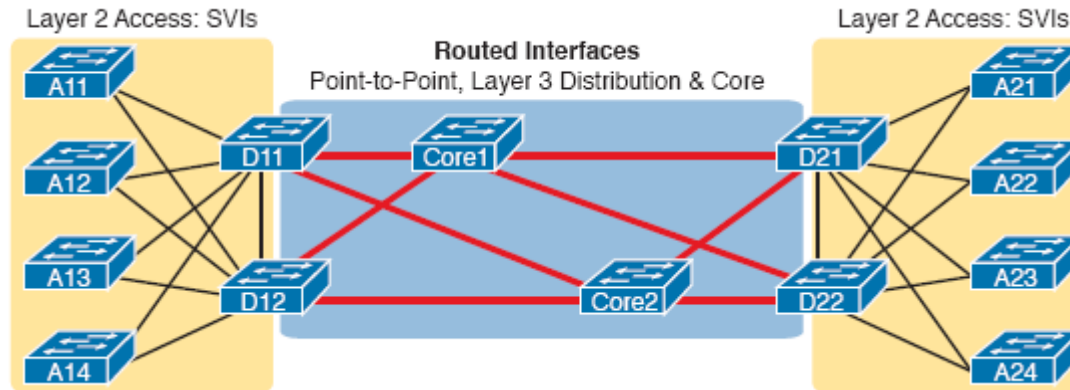 Layer 2 Access: SVIs
Layer 2 Access: SVIs
Routed Interfaces
Point-to-Point, Layer 3 Distribution & Core
A11
A12
A13
A14
D11
D12
Core1
Core2
D21
D22
A21
A22
A23
A24